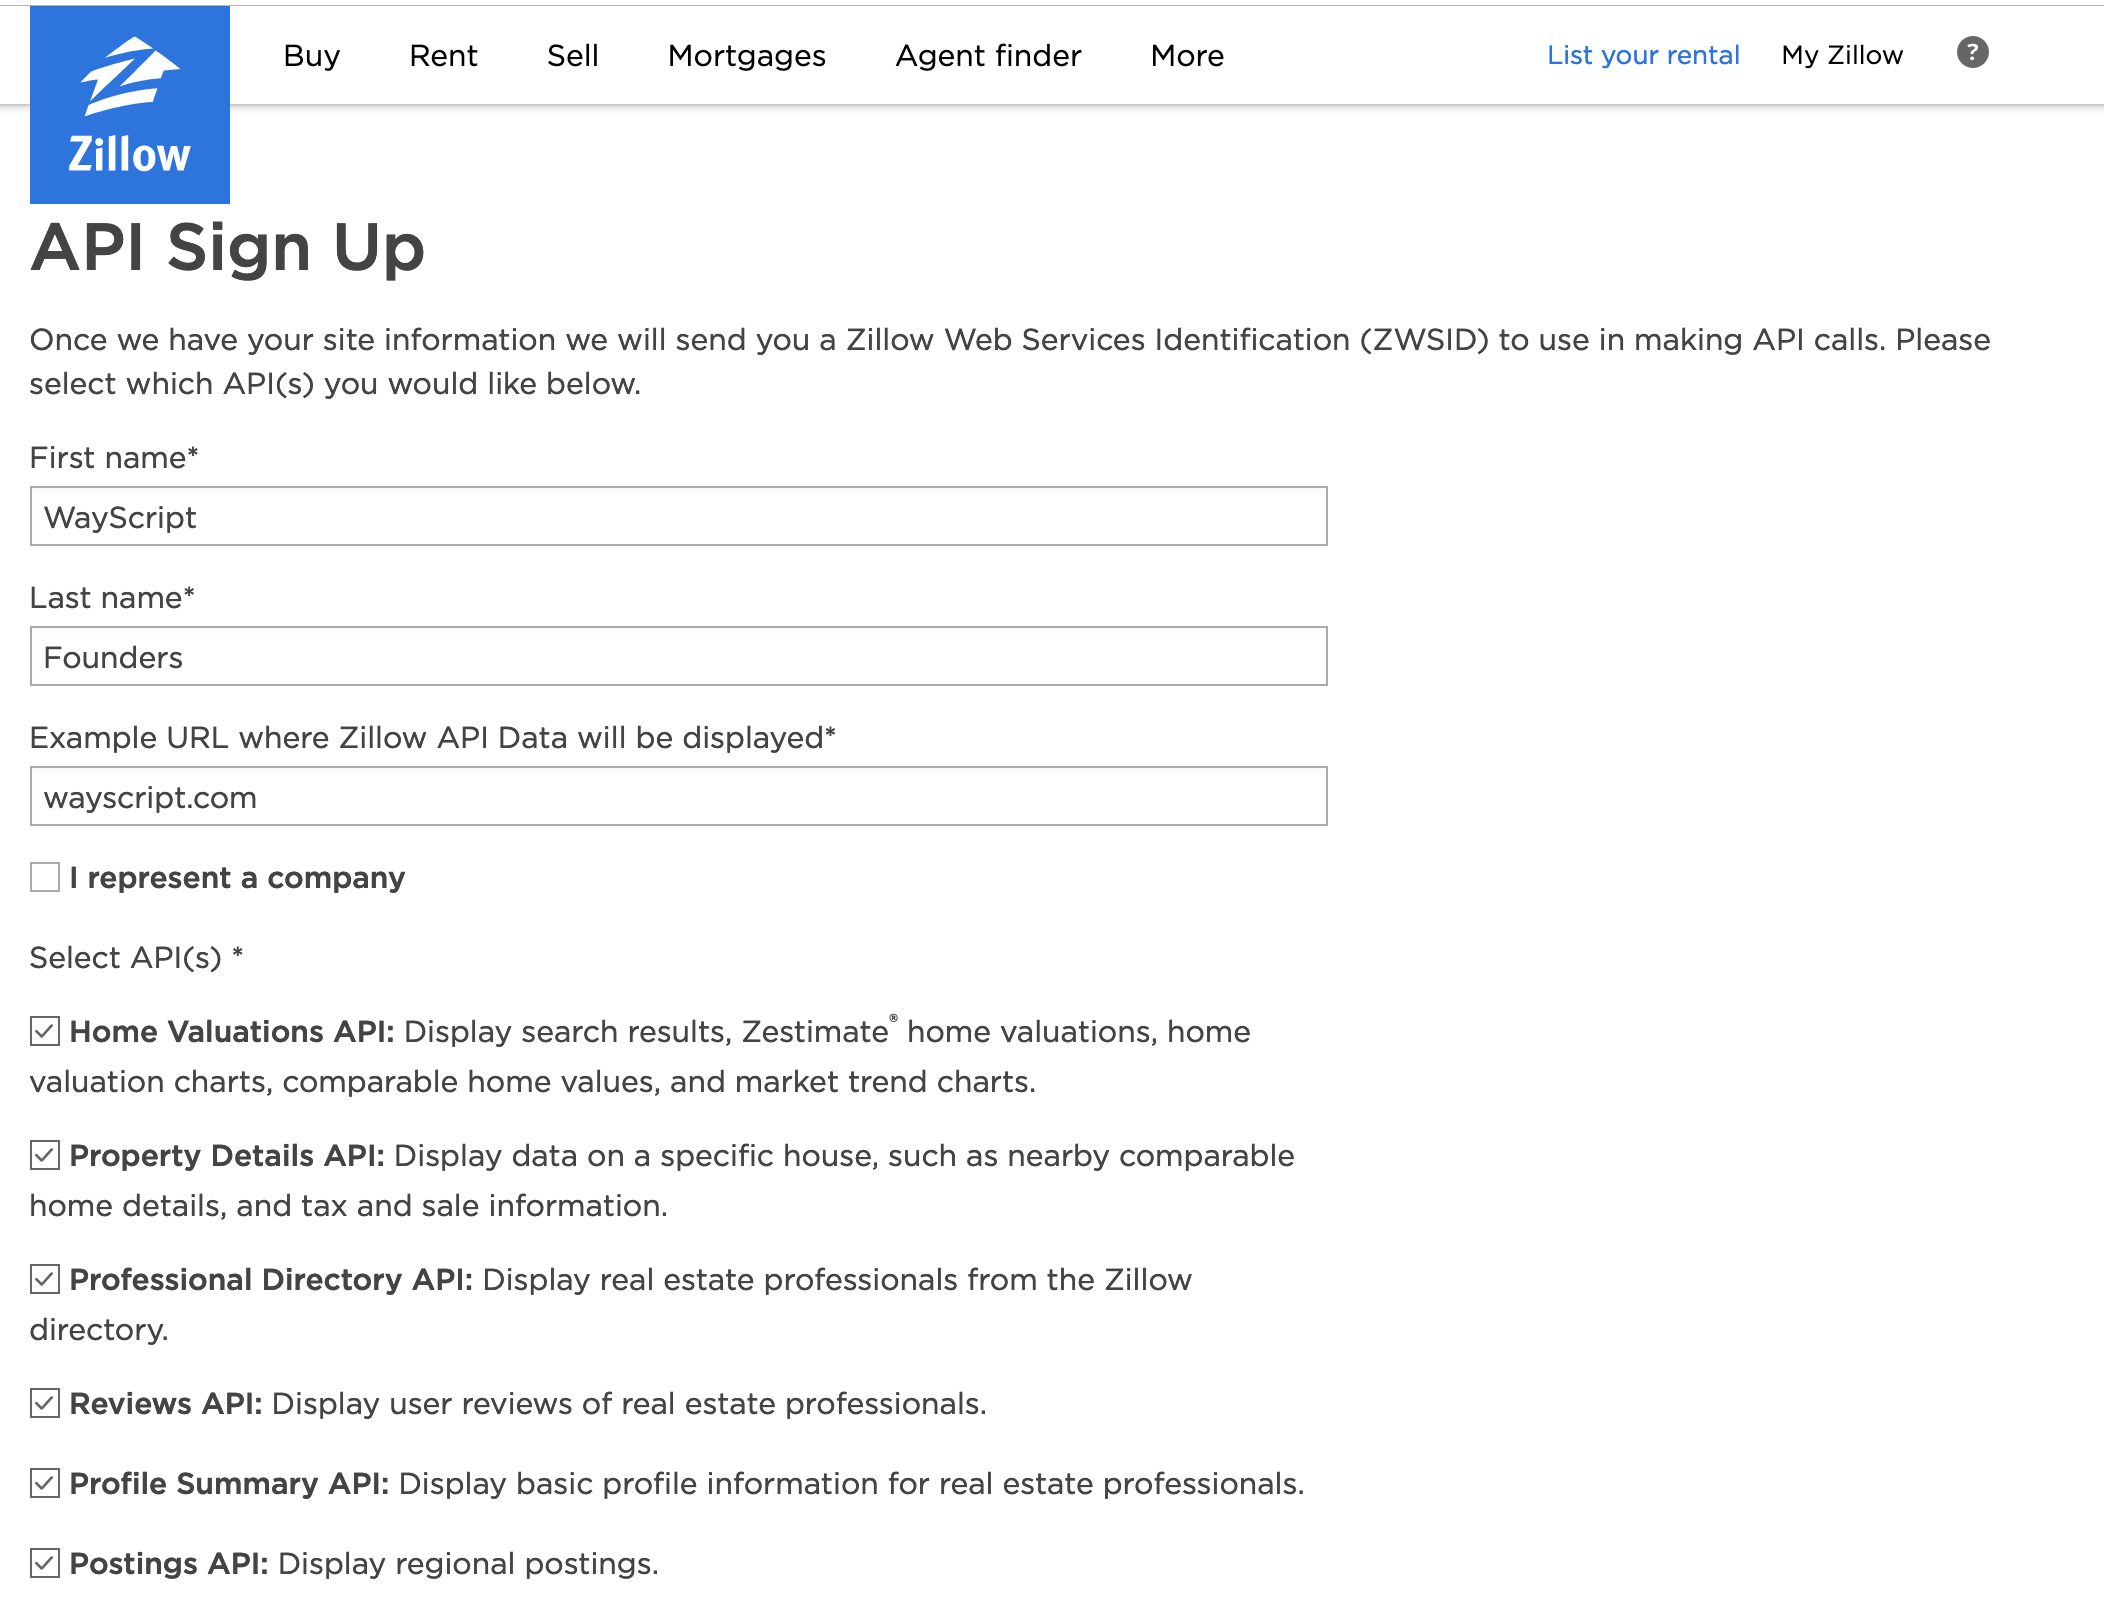 Buy Rent Sell Mortgages Agent finder More List your rental My Zillow ?
Zillow
API Sign Up
Once we have your site information we will send you a Zillow Web Services Identification (ZWSID) to use in making API calls. Please
select which API(s) you would like below.
First name*
WayScript
Last name*
Founders
Example URL where Zillow API Data will be displayed*
wayscript.com
I represent a company
Select API(s) *
Home Valuations API: Display search results, Zestimate® home valuations, home
valuation charts, comparable home values, and market trend charts.
Property Details API: Display data on a specific house, such as nearby comparable
home details, and tax and sale information.
Professional Directory API: Display real estate professionals from the Zillow
directory.
Reviews API: Display user reviews of real estate professionals.
Profile Summary API: Display basic profile information for real estate professionals.
Postings API: Display regional postings.